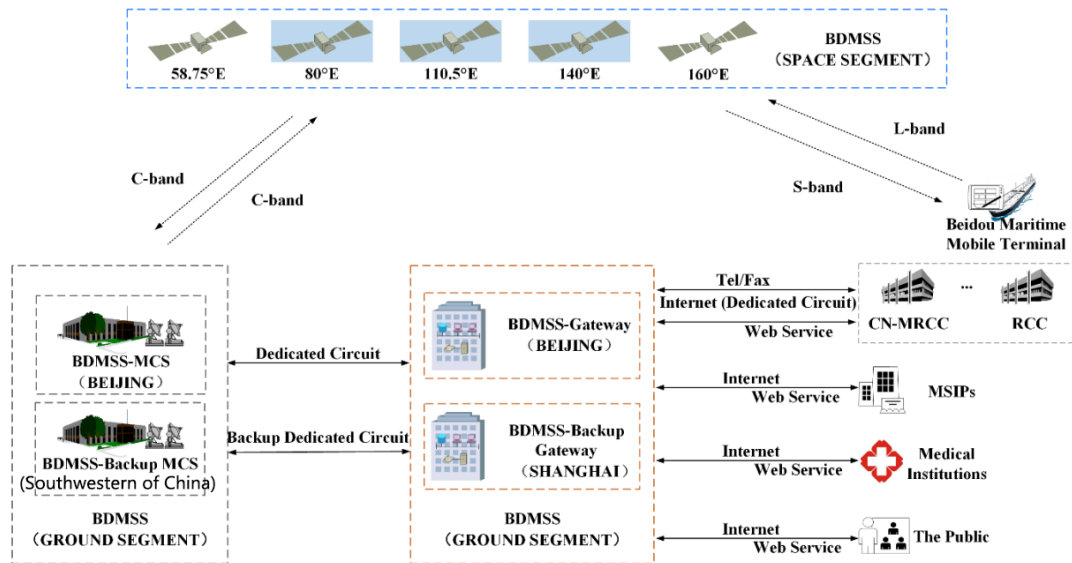 BDMSS
（SPACE SEGMENT）
58.75°E
80°E
110.5°E
140°E
160°E
C-band
C-band
L-band
S-band
Beidou Maritime
Mobile Terminal
BDMSS-MCS
（BEIJING）
BDMSS-Backup MCS
(Southwestern of China)
BDMSS
（GROUND SEGMENT）
Dedicated Circuit
Backup Dedicated Circuit
BDMSS-Gateway
（BEIJING）
BDMSS-Backup
Gateway
（SHANGHAI）
BDMSS
（GROUND SEGMENT）
Tel/Fax
Internet (Dedicated Circuit)
Web Service
CN-MRCC
...
RCC
Internet
Web Service
MSIPs
Internet
Web Service
Medical
Institutions
Internet
Web Service
The Public